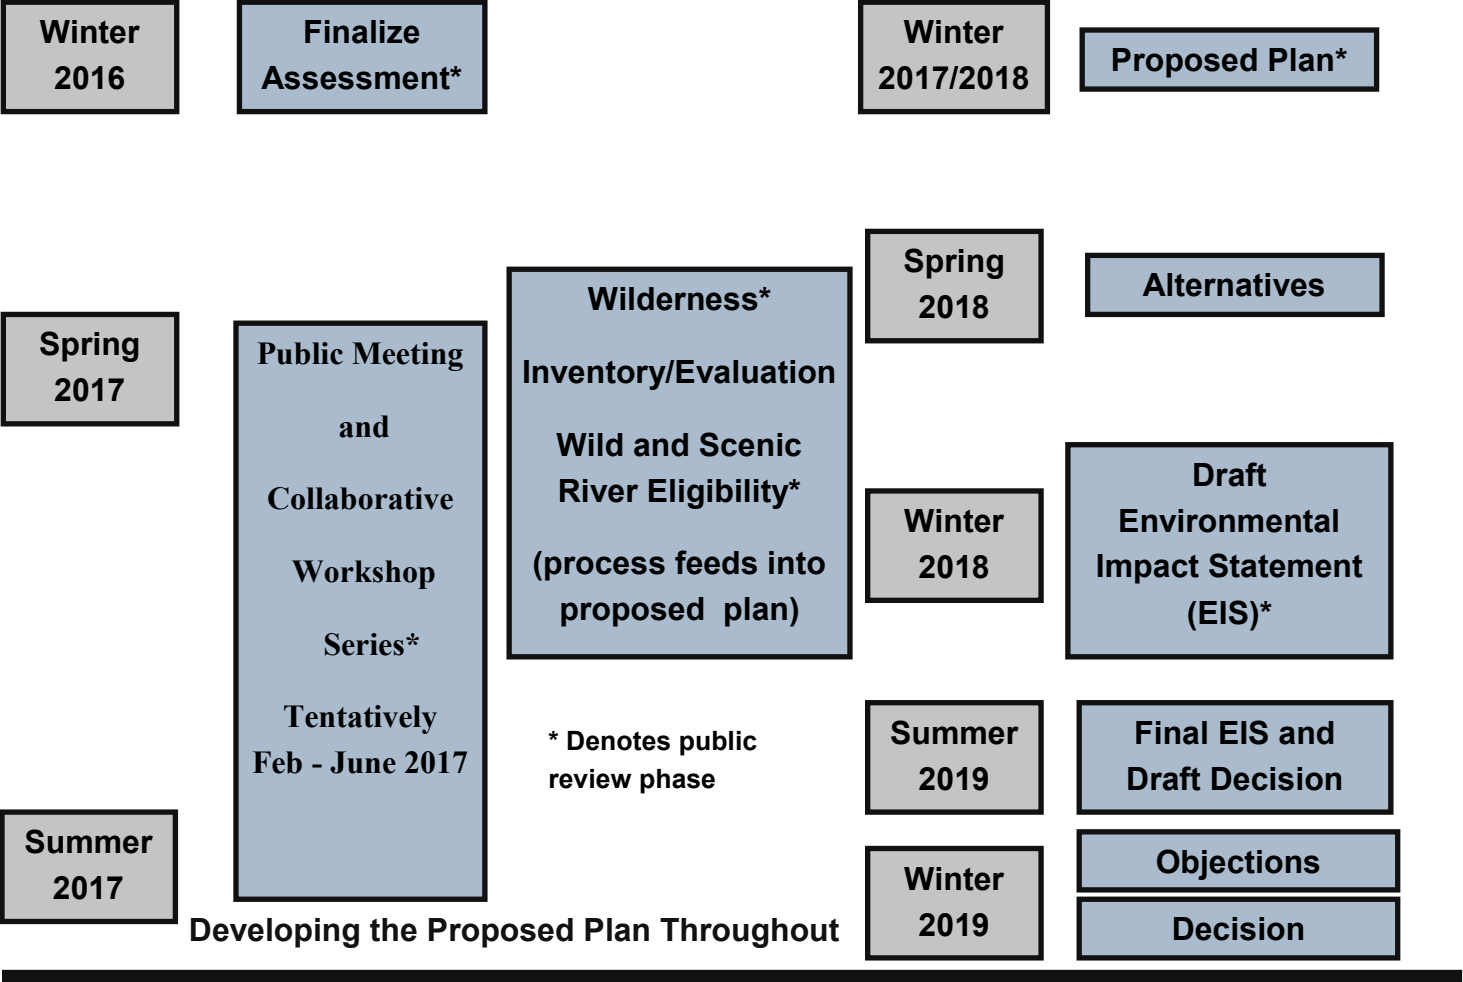 Winter
2016
Finalize
Assessment*
Spring
2017
Public Meeting
and
Collaborative
Workshop
Series*
Tentatively
Feb - June 2017
Wilderness*
Inventory/Evaluation
Wild and Scenic
River Eligibility*
(process feeds into
proposed plan)
* Denotes public
review phase
Summer
2017
Developing the Proposed Plan Throughout
Winter
2017/2018
Proposed Plan*
Spring
2018
Alternatives
Winter
2018
Draft
Environmental
Impact Statement
(EIS)*
Summer
2019
Final EIS and
Draft Decision
Winter
2019
Objections
Decision